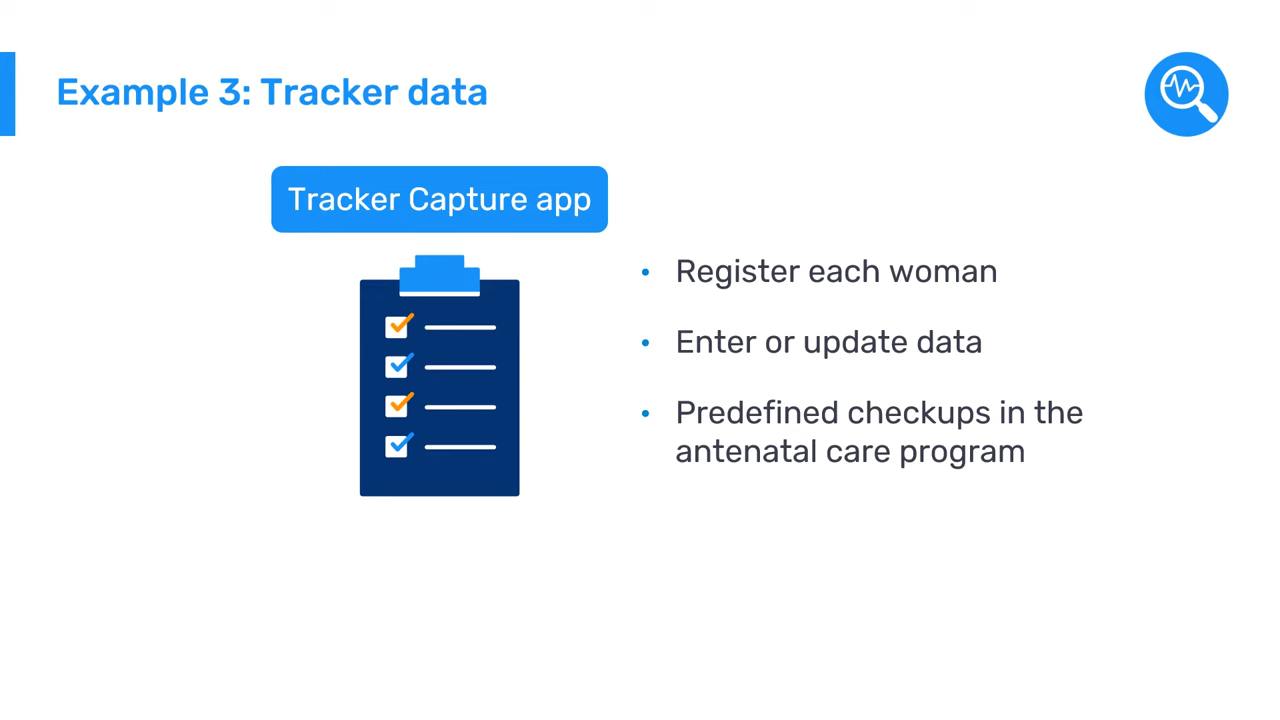 Example 3: Tracker data
Tracker Capture app
• Register each woman
• Enter or update data
• Predefined checkups in the
antenatal care program